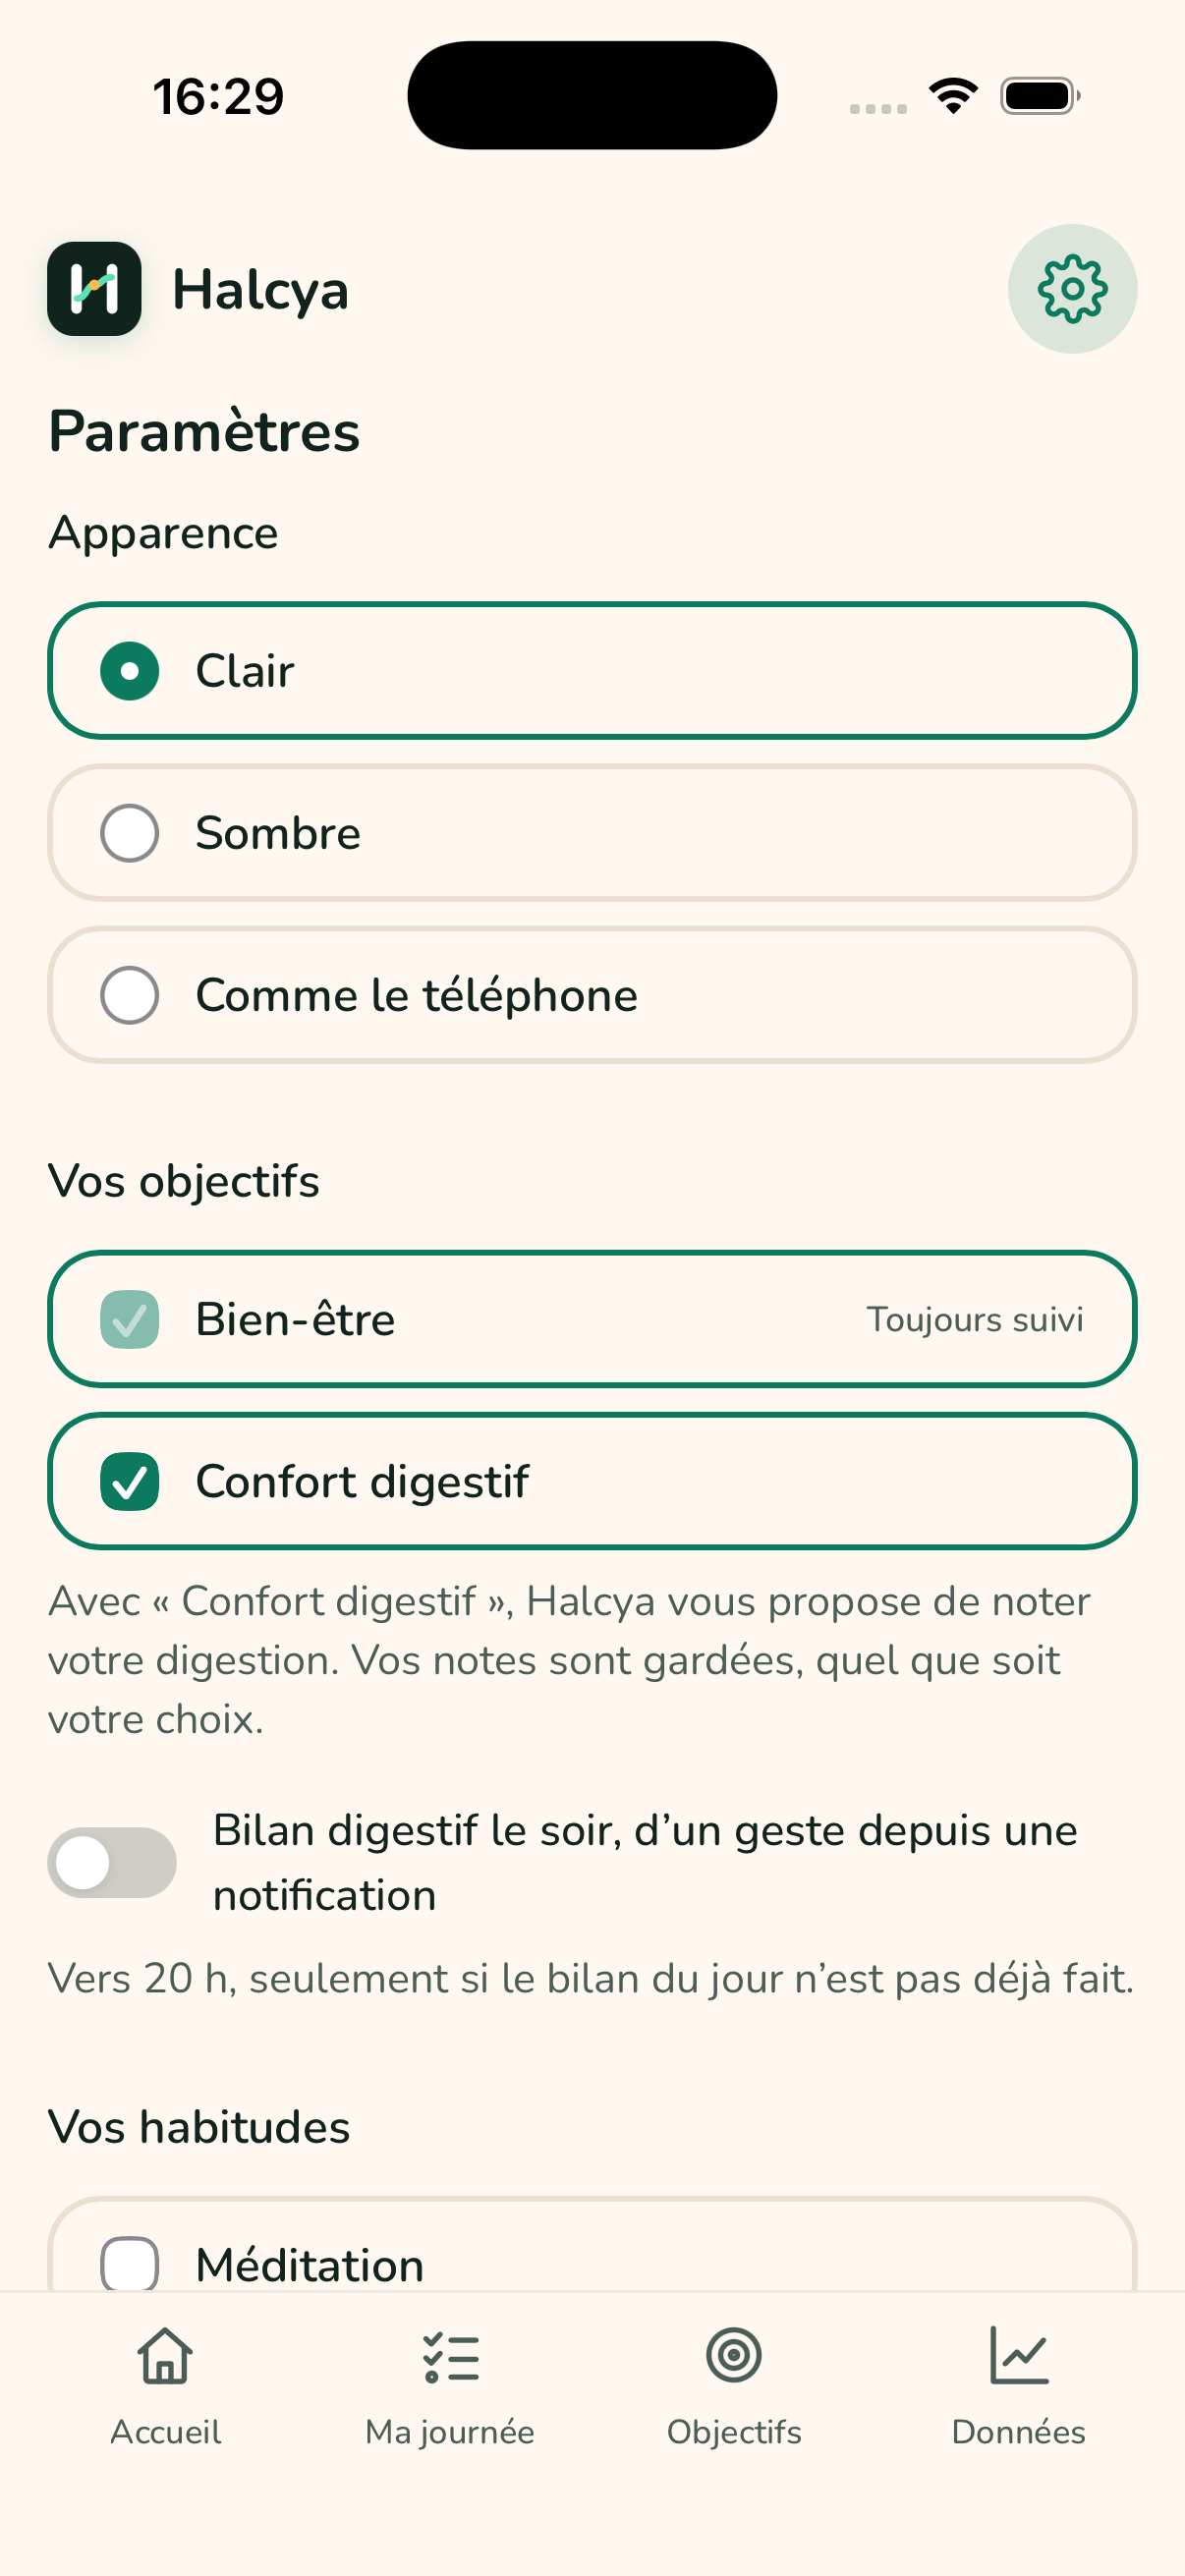 16:29
Halcya
Paramètres
Apparence
Clair
Sombre
Comme le téléphone
Vos objectifs
Bien-être
Toujours suivi
Confort digestif
Avec « Confort digestif », Halcya vous propose de noter
votre digestion. Vos notes sont gardées, quel que soit
votre choix.
Bilan digestif le soir, d’un geste depuis une
notification
Vers 20 h, seulement si le bilan du jour n’est pas déjà fait.
Vos habitudes
Méditation
Accueil
Ma journée
Objectifs
Données